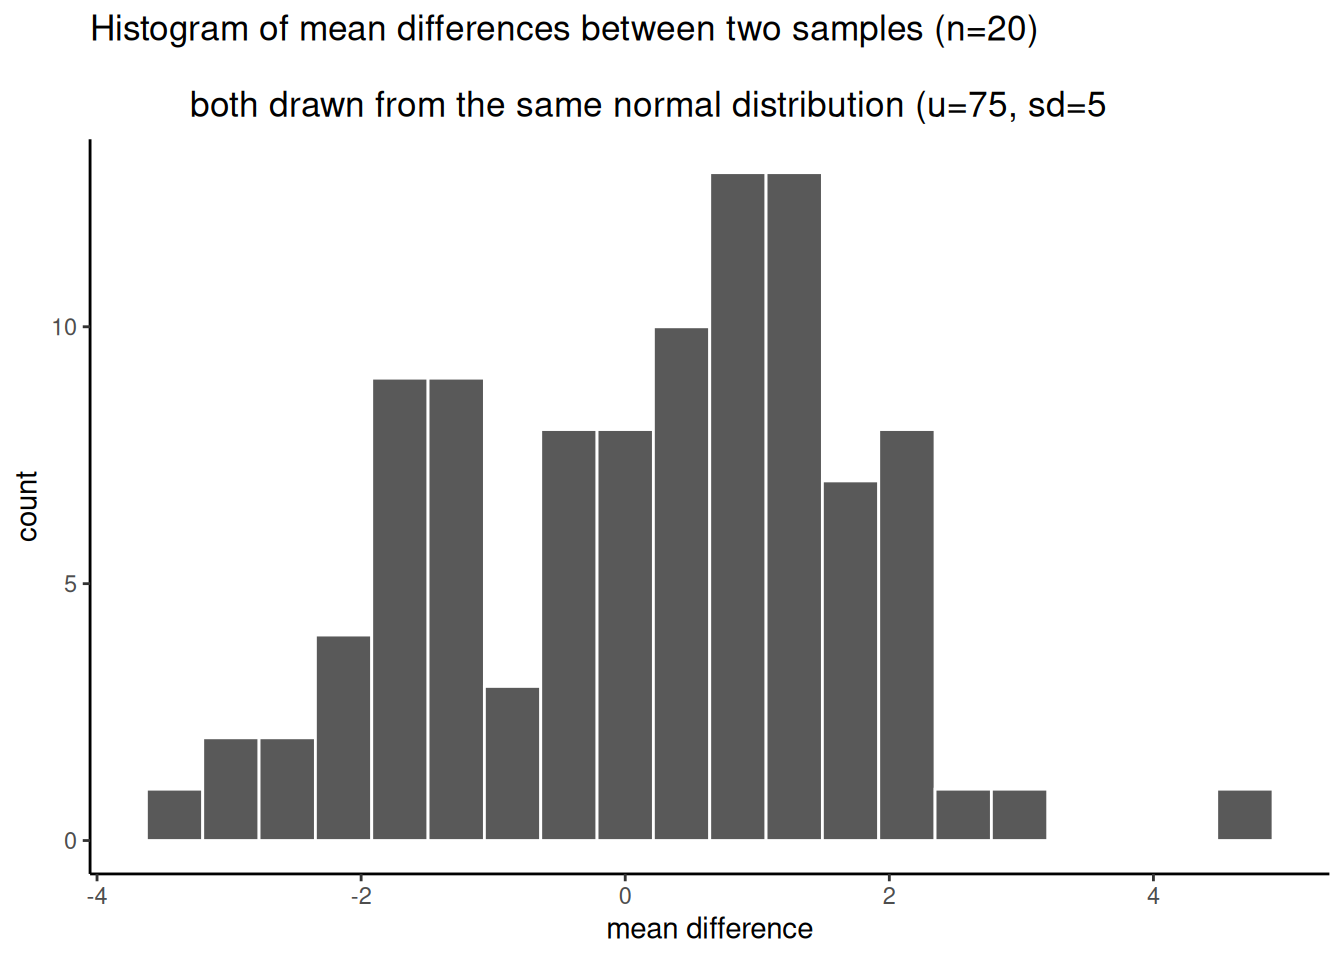 Histogram of mean differences between two samples (n=20)
both drawn from the same normal distribution (u=75, sd=5
10
5
0
count
-4 -2 0 2 4
mean difference